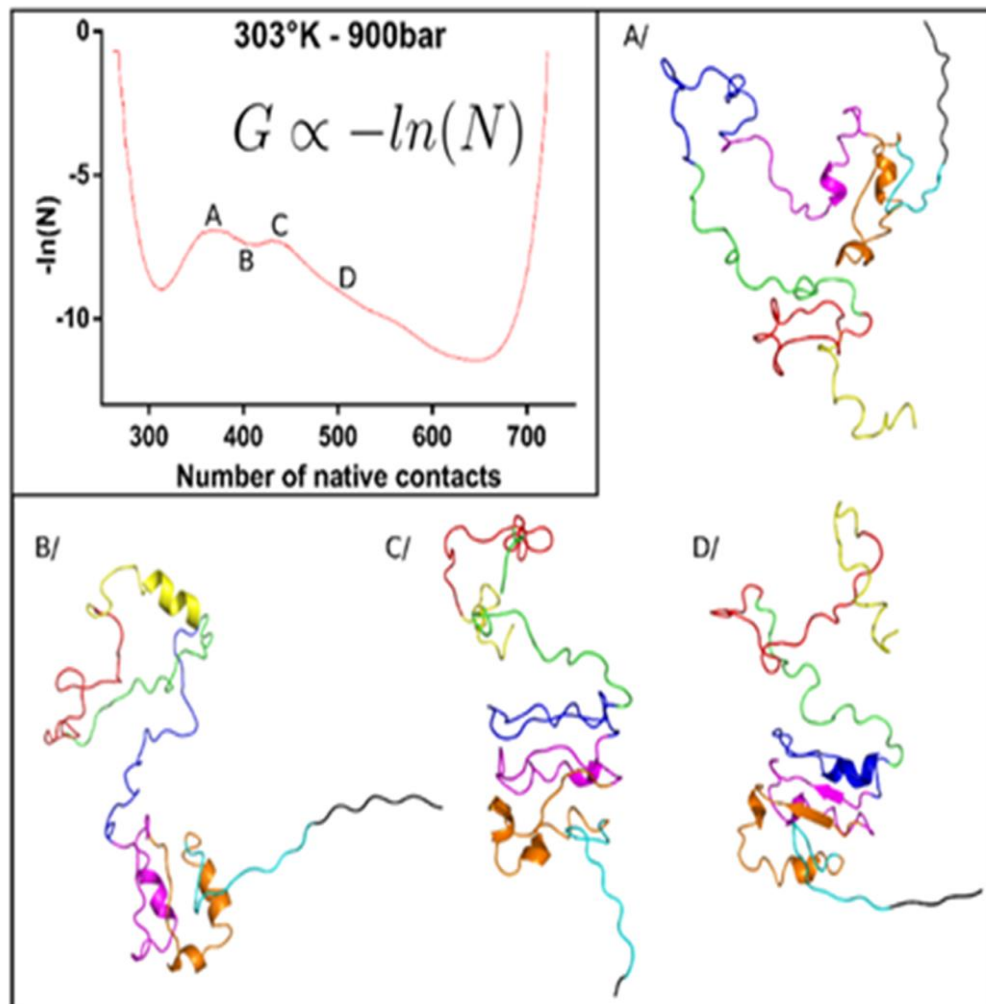 303°K - 900bar
G ∝ −ln(N)
0
-5
-10
-ln(N)
A
B
C
D
300 400 500 600 700
Number of native contacts
A/
B/
C/
D/